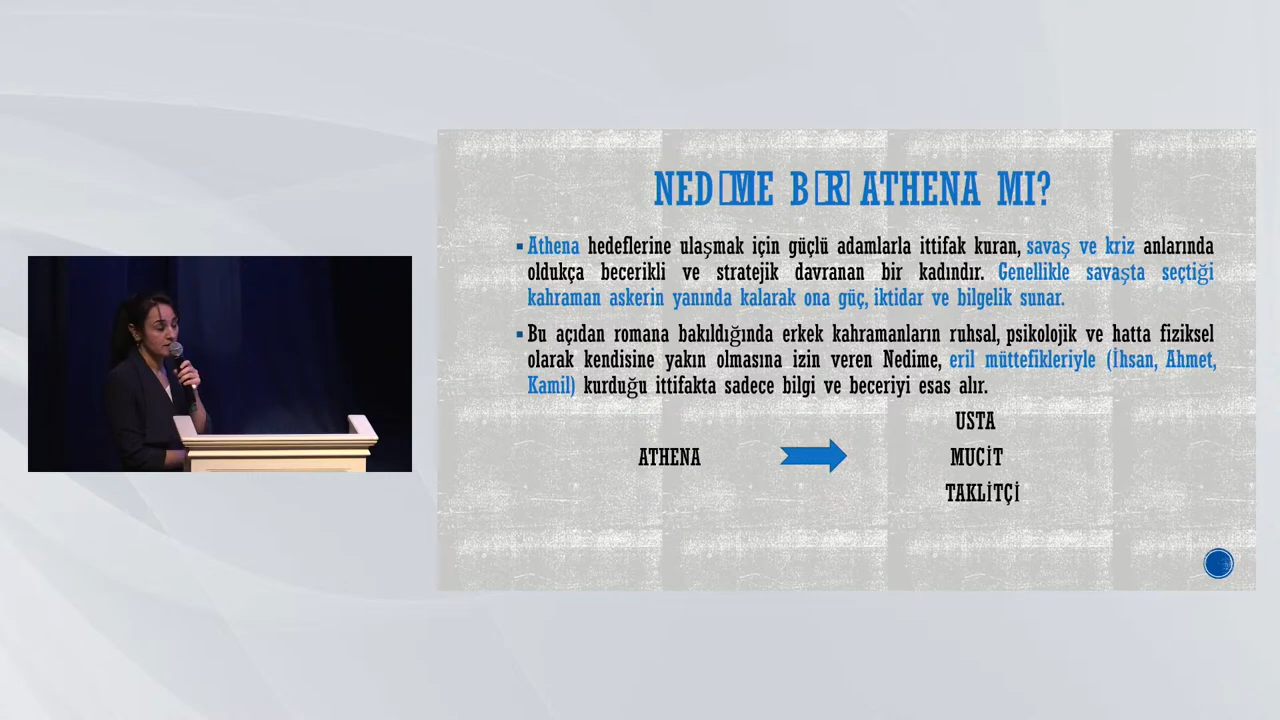 NEDİME BİR ATHENA MI?
▪ Athena hedeflerine ulaşmak için güçlü adamlarla ittifak kuran, savaş ve kriz anlarında
oldukça becerikli ve stratejik davranan bir kadındır. Genellikle savaşta seçtiği
kahraman askerin yanında kalarak ona güç, iktidar ve bilgelik sunar.
▪ Bu açıdan romana bakıldığında erkek kahramanların ruhsal, psikolojik ve hatta fiziksel
olarak kendisine yakın olmasına izin veren Nedime, eril müttefikleriyle (İhsan, Ahmet,
Kamil) kurduğu ittifakta sadece bilgi ve beceriyi esas alır.
USTA
ATHENA
MUCİT
TAKLİTÇİ